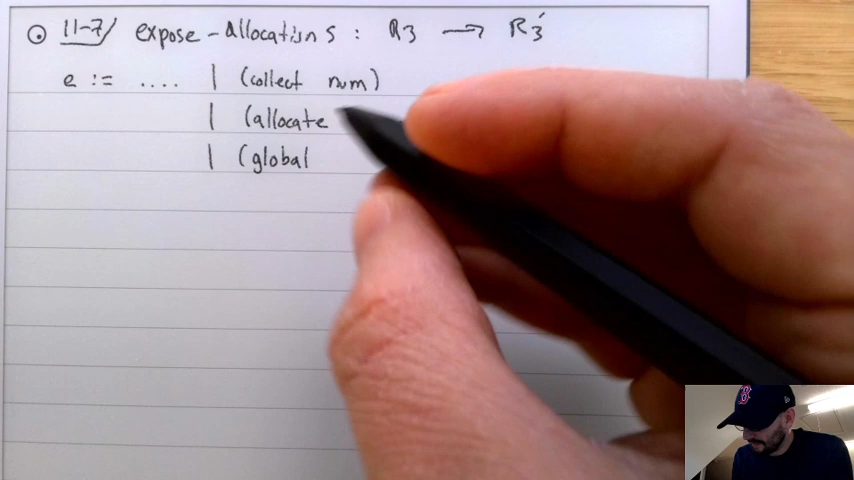 ⊙ 11-7/ expose-allocations : R3 → R3'
e := .... | (collect num)
| (allocate
| (global